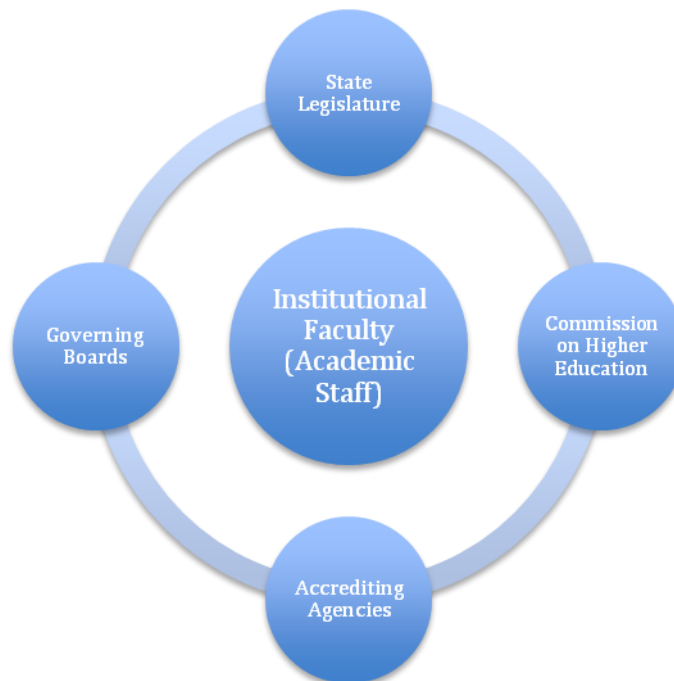 State
Legislature
Governing
Boards
Institutional
Faculty
(Academic
Staff)
Commission
on Higher
Education
Accrediting
Agencies